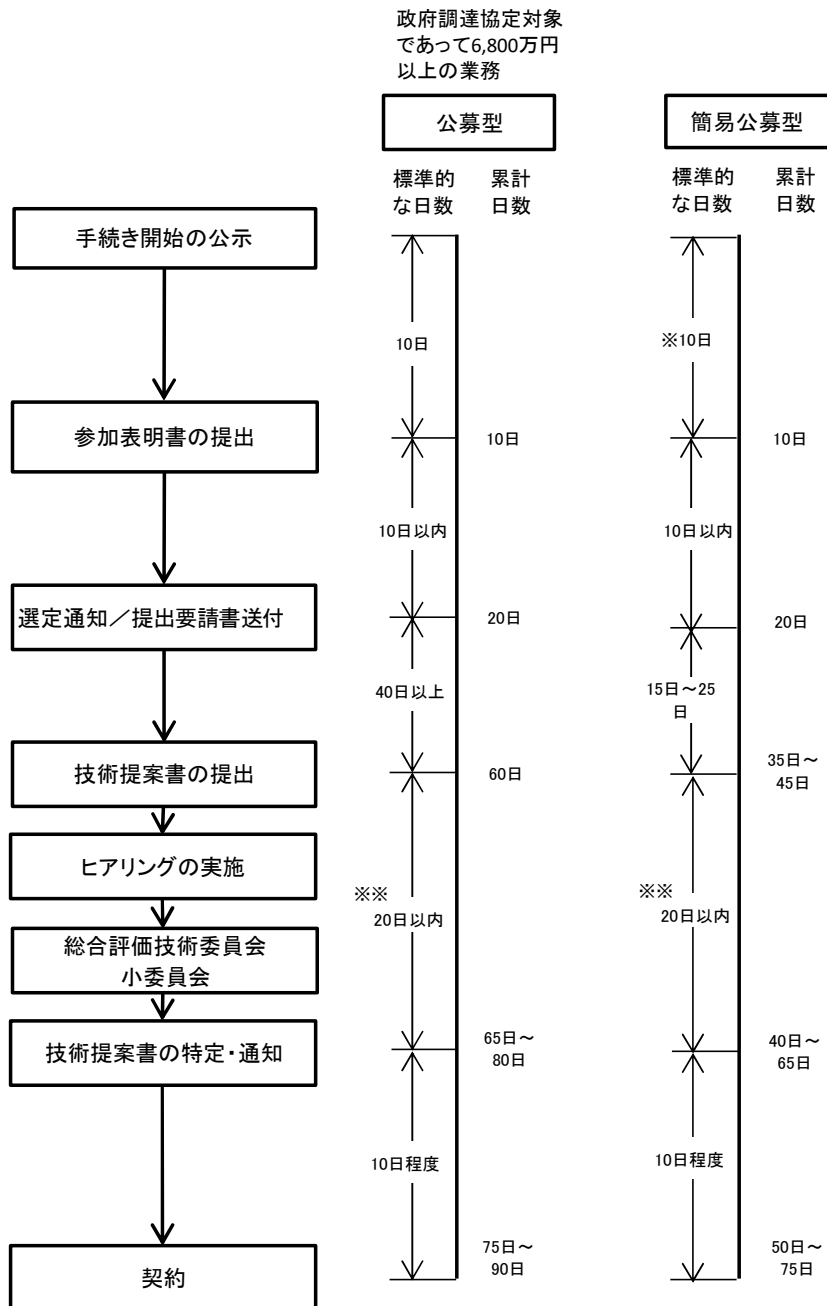 政府調達協定対象
であって6,800万円
以上の業務
公募型
簡易公募型
標準的
な日数
累計
日数
標準的
な日数
累計
日数
手続き開始の公示
10日
※10日
参加表明書の提出
10日
10日
10日以内
10日以内
選定通知／提出要請書送付
20日
20日
40日以上
15日～25
日
技術提案書の提出
60日
35日～
45日
ヒアリングの実施
※※
20日以内
※※
20日以内
総合評価技術委員会
小委員会
技術提案書の特定・通知
65日～
80日
40日～
65日
10日程度
10日程度
契約
75日～
90日
50日～
75日